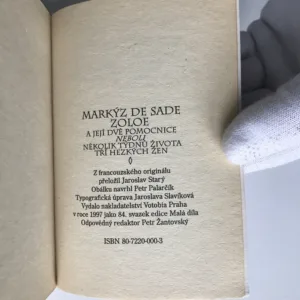 MARKÝZ DE SADE
ZOLOE
A JEJÍ DVĚ POMOCNICE
NEBOLI
NĚKOLIK TÝDNŮ ŽIVOTA
TŘÍ HEZKÝCH ŽEN
Z francouzského originálu
přeložil Jaroslav Starý
Obálku navrhl Petr Palarčík
Typografická úprava Jaroslava Slavíková
Vydalo nakladatelství Votobia Praha
v roce 1997 jako 84. svazek edice Malá díla
Odpovědný redaktor Petr Žantovský
ISBN 80-7220-000-3